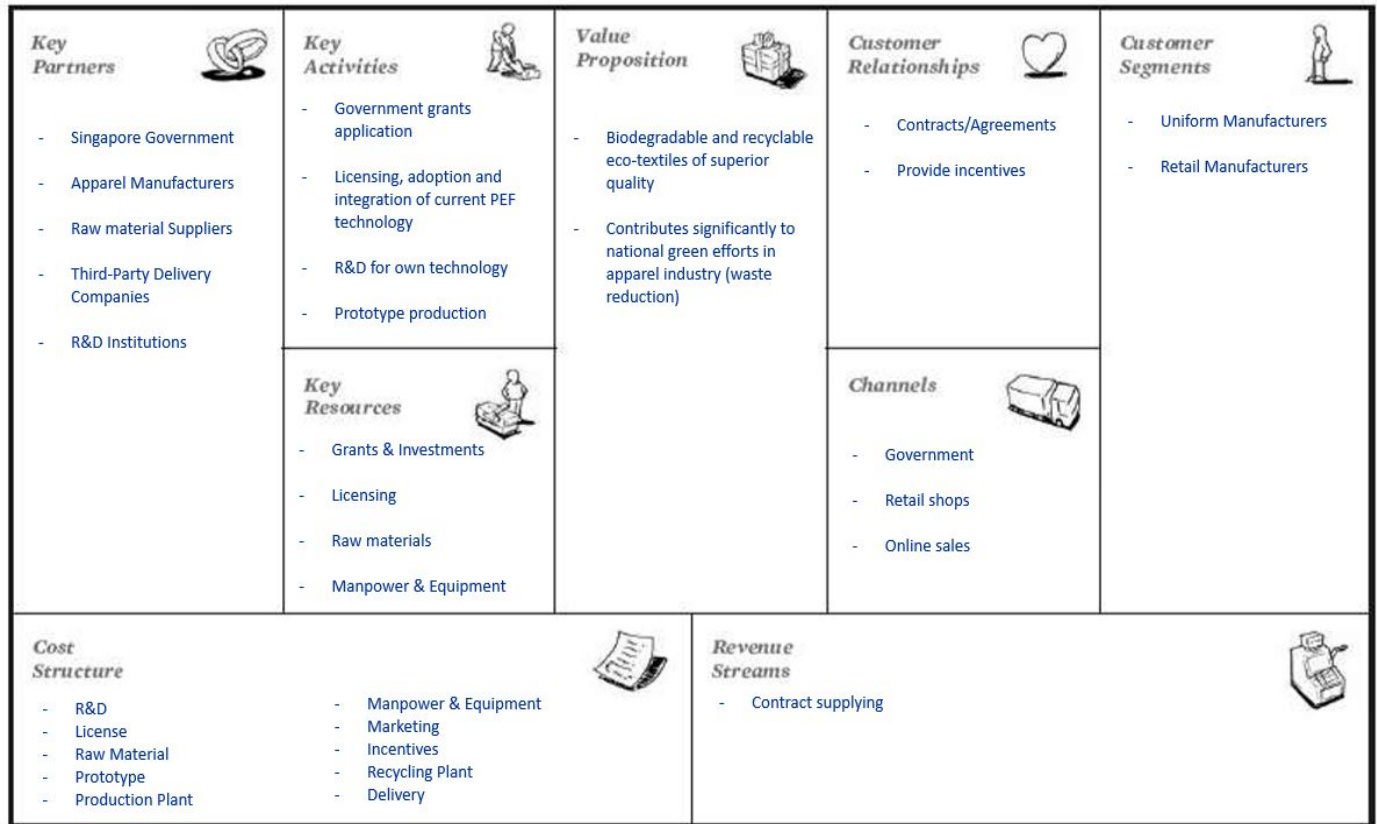 Key
Partners
- Singapore Government
- Apparel Manufacturers
- Raw material Suppliers
- Third-Party Delivery
Companies
- R&D Institutions
Key
Activities
- Government grants
application
- Licensing, adoption and
integration of current PEF
technology
- R&D for own technology
- Prototype production
Key
Resources
- Grants & Investments
- Licensing
- Raw materials
- Manpower & Equipment
Value
Proposition
- Biodegradable and recyclable
eco-textiles of superior
quality
- Contributes significantly to
national green efforts in
apparel industry (waste
reduction)
Customer
Relationships
- Contracts/Agreements
- Provide incentives
Channels
- Government
- Retail shops
- Online sales
Customer
Segments
- Uniform Manufacturers
- Retail Manufacturers
Cost
Structure
- R&D
- License
- Raw Material
- Prototype
- Production Plant
- Manpower & Equipment
- Marketing
- Incentives
- Recycling Plant
- Delivery
Revenue
Streams
- Contract supplying